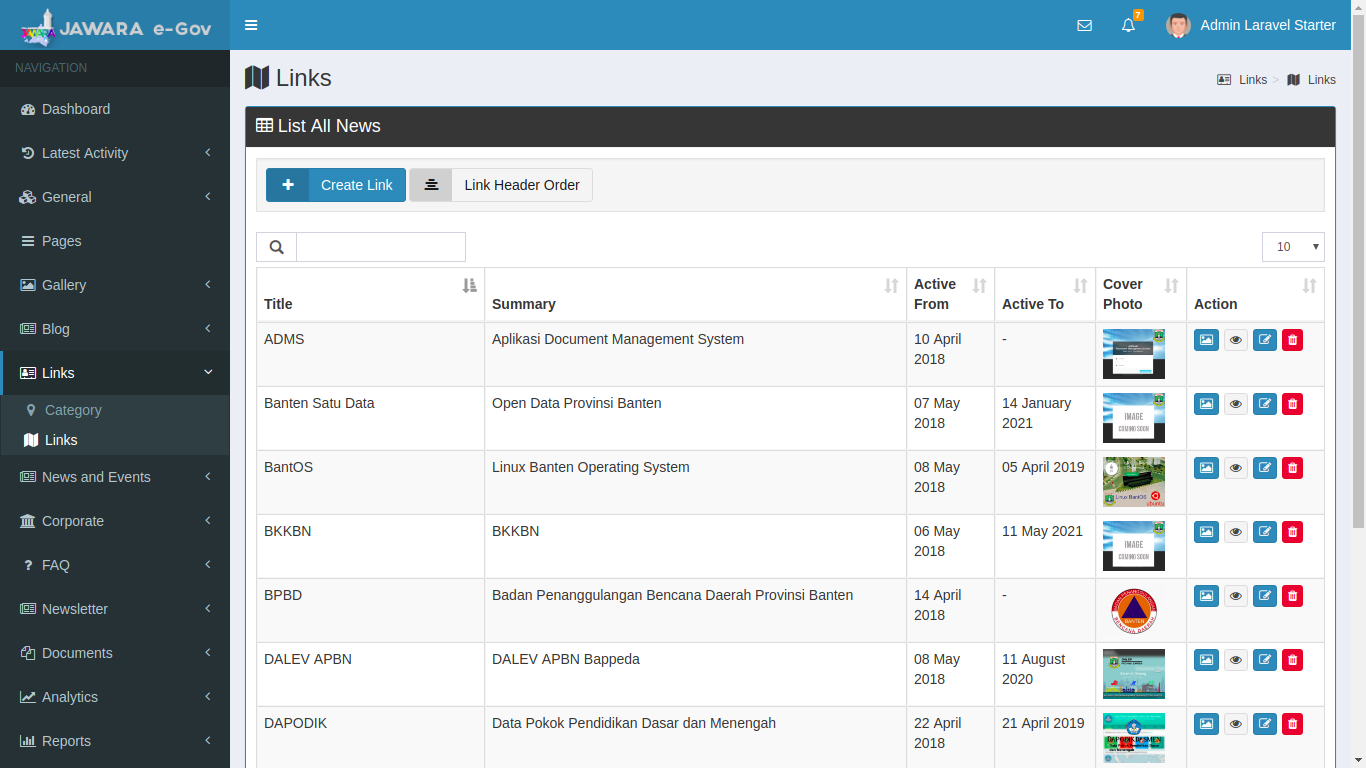 JAWARA e-Gov
7
Admin Laravel Starter
NAVIGATION
Dashboard
Latest Activity
General
Pages
Gallery
Blog
Links
Category
Links
News and Events
Corporate
FAQ
Newsletter
Documents
Analytics
Reports
Links
Links > Links
List All News
Create Link
Link Header Order
10
Title Summary Active From Active To Cover Photo Action
ADMS Aplikasi Document Management System 10 April 2018 -
Banten Satu Data Open Data Provinsi Banten 07 May 2018 14 January 2021
IMAGE
COMING SOON
BantOS Linux Banten Operating System 08 May 2018 05 April 2019
Linux BantOS
ubuntu
BKKBN BKKBN 06 May 2018 11 May 2021
IMAGE
COMING SOON
BPBD Badan Penanggulangan Bencana Daerah Provinsi Banten 14 April 2018 -
BANTEN
DALEV APBN DALEV APBN Bappeda 08 May 2018 11 August 2020
DAPODIK Data Pokok Pendidikan Dasar dan Menengah 22 April 2018 21 April 2019